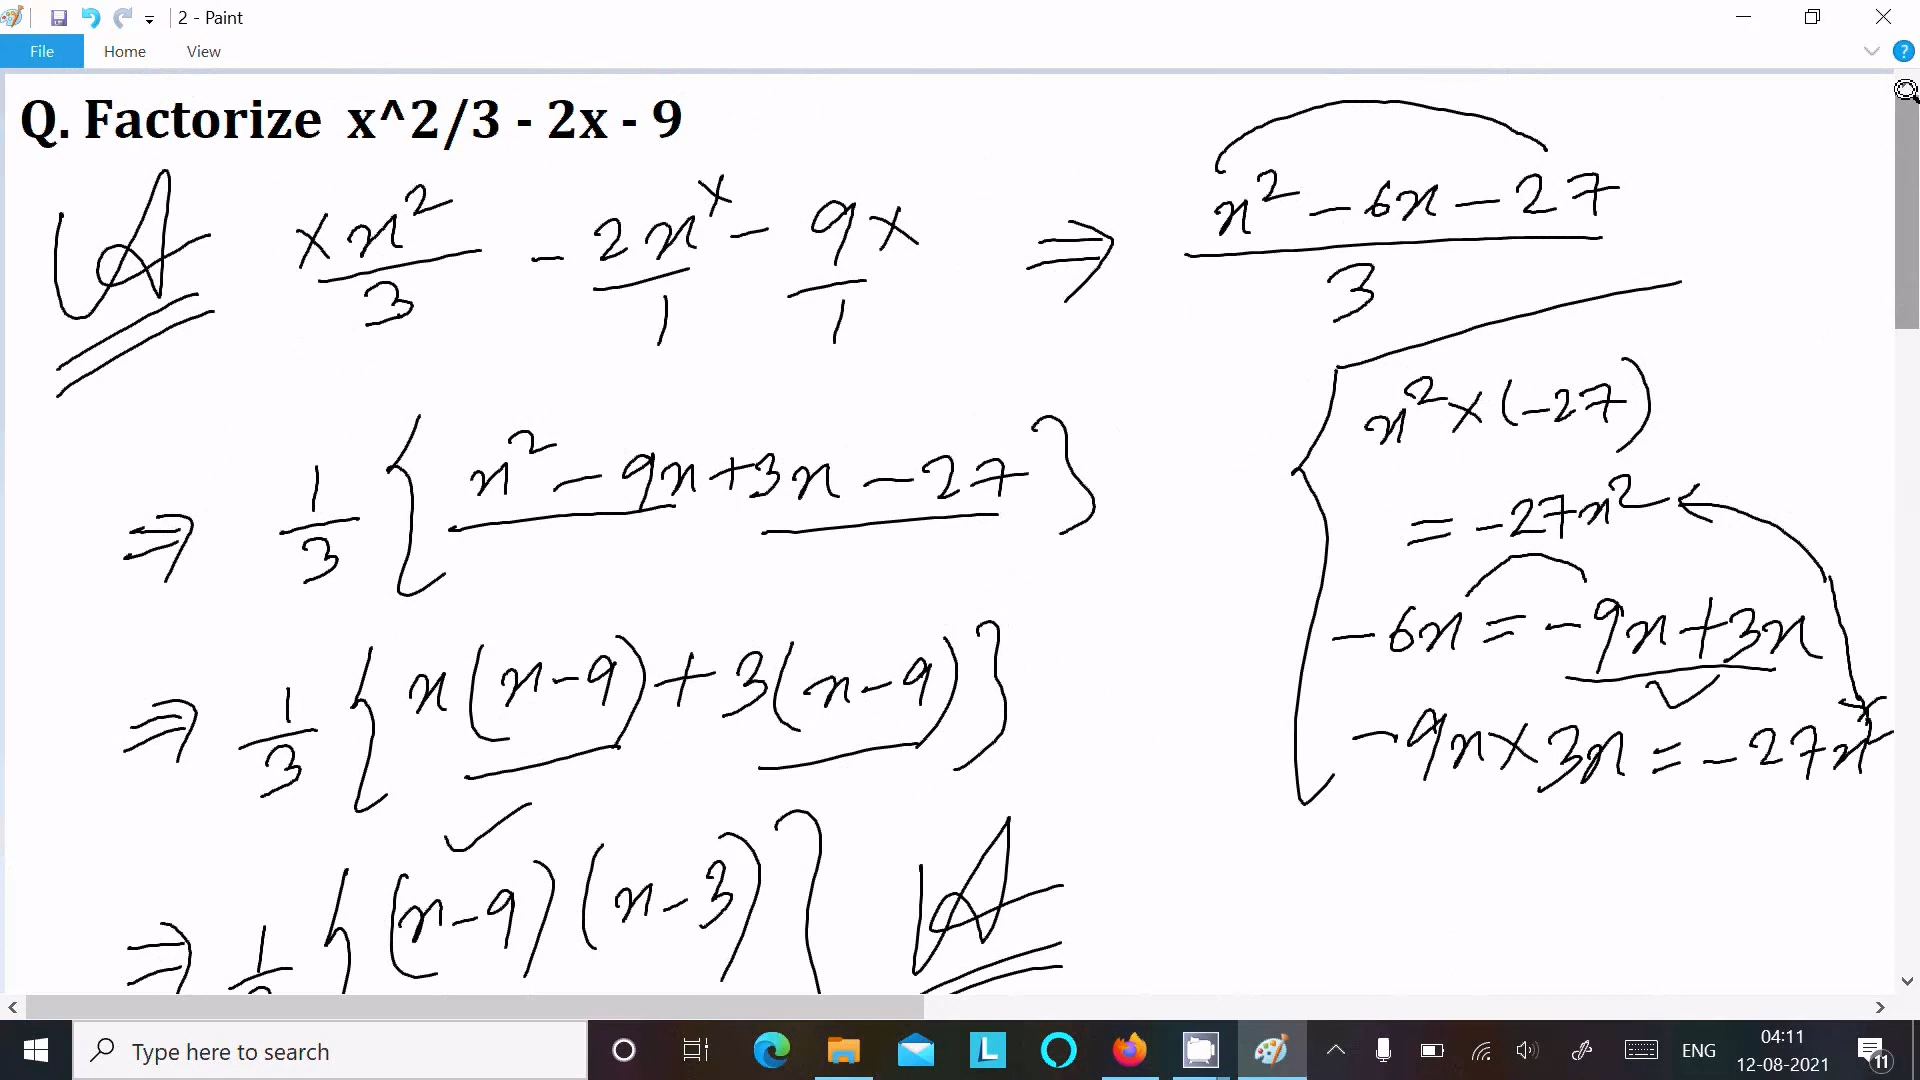 2 - Paint
File Home View
Q. Factorize x^2/3 - 2x - 9
x x²/3 - 2x/1 x - 9/1 x ⇒ (x² - 6x - 27)/3
x² × (-27)
= -27x²
-6x = -9x + 3x
-9x × 3x = -27x²
⇒ 1/3 { x² - 9x + 3x - 27 }
⇒ 1/3 { x(x-9) + 3(x-9) }
⇒ 1/3 { (x-9) (x-3) }
Type here to search
ENG
04:11
12-08-2021
11